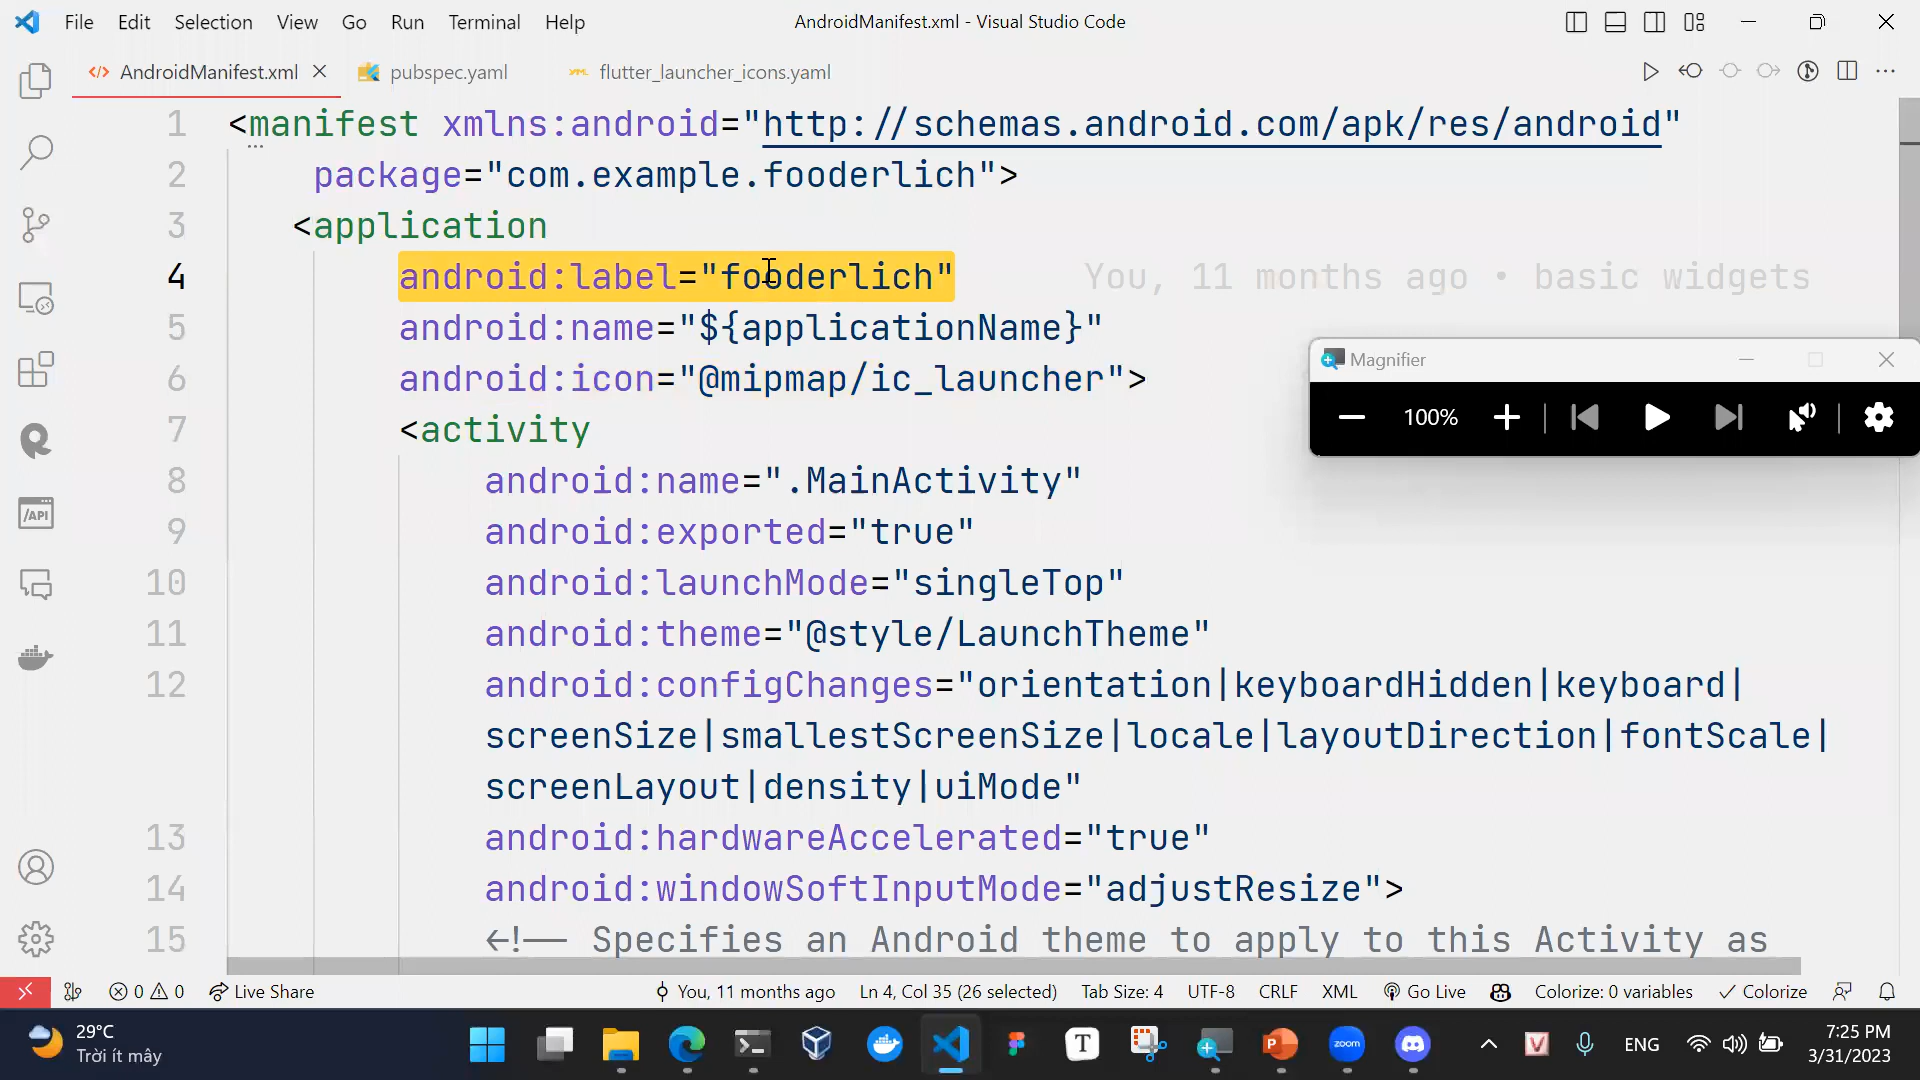 File Edit Selection View Go Run Terminal Help
AndroidManifest.xml - Visual Studio Code
AndroidManifest.xml
pubspec.yaml
flutter_launcher_icons.yaml
1 <manifest xmlns:android="http://schemas.android.com/apk/res/android"
2 package="com.example.fooderlich">
3 <application
4 android:label="fooderlich" You, 11 months ago • basic widgets
5 android:name="${applicationName}"
6 android:icon="@mipmap/ic_launcher">
7 <activity
8 android:name=".MainActivity"
9 android:exported="true"
10 android:launchMode="singleTop"
11 android:theme="@style/LaunchTheme"
12 android:configChanges="orientation|keyboardHidden|keyboard|
screenSize|smallestScreenSize|locale|layoutDirection|fontScale|
screenLayout|density|uiMode"
13 android:hardwareAccelerated="true"
14 android:windowSoftInputMode="adjustResize">
15 <!-- Specifies an Android theme to apply to this Activity as
Magnifier
100%
/API
0 0 Live Share You, 11 months ago Ln 4, Col 35 (26 selected) Tab Size: 4 UTF-8 CRLF XML Go Live Colorize: 0 variables Colorize
29°C
Trời ít mây
T
zoom
V
ENG
7:25 PM
3/31/2023